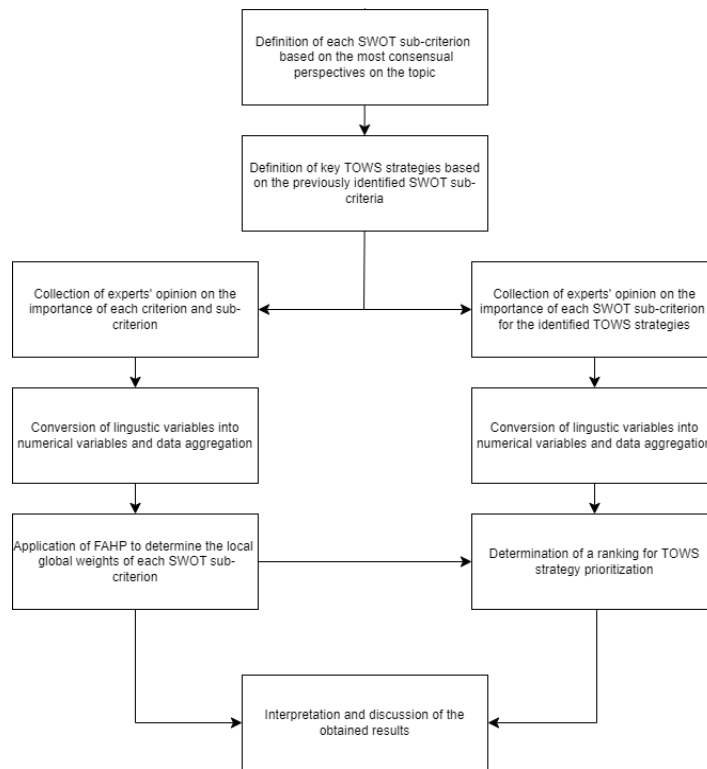 Definition of each SWOT sub-criterion
based on the most consensual
perspectives on the topic
Definition of key TOWS strategies based
on the previously identified SWOT sub-
criteria
Collection of experts' opinion on the
importance of each criterion and sub-
criterion
Collection of experts' opinion on the
importance of each SWOT sub-criterion
for the identified TOWS strategies
Conversion of lingustic variables into
numerical variables and data aggregation
Conversion of lingustic variables into
numerical variables and data aggregation
Application of FAHP to determine the local
global weights of each SWOT sub-
criterion
Determination of a ranking for TOWS
strategy prioritization
Interpretation and discussion of the
obtained results